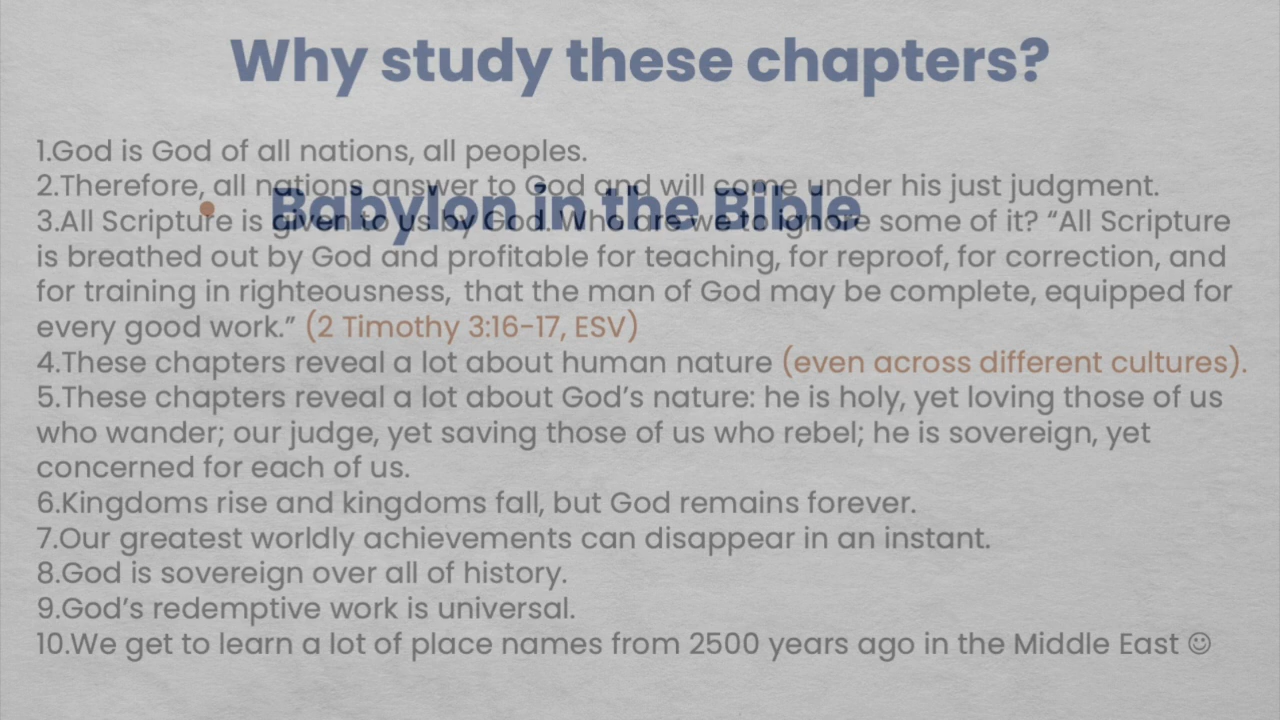 Why study these chapters?
1.God is God of all nations, all peoples.
2.Therefore, all nations answer to God and will come under his just judgment.
Babylon in the Bible
3.All Scripture is given to us by God. Who are we to ignore some of it? “All Scripture
is breathed out by God and profitable for teaching, for reproof, for correction, and
for training in righteousness, that the man of God may be complete, equipped for
every good work.” (2 Timothy 3:16-17, ESV)
4.These chapters reveal a lot about human nature (even across different cultures).
5.These chapters reveal a lot about God’s nature: he is holy, yet loving those of us
who wander; our judge, yet saving those of us who rebel; he is sovereign, yet
concerned for each of us.
6.Kingdoms rise and kingdoms fall, but God remains forever.
7.Our greatest worldly achievements can disappear in an instant.
8.God is sovereign over all of history.
9.God’s redemptive work is universal.
10.We get to learn a lot of place names from 2500 years ago in the Middle East ☺